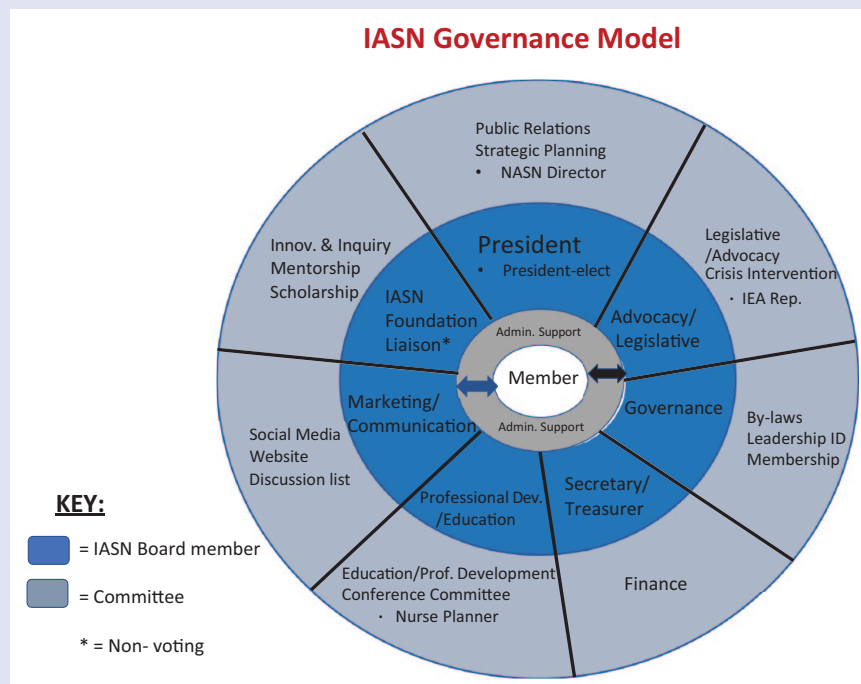 IASN Governance Model
Public Relations
Strategic Planning
• NASN Director
Legislative
/Advocacy
Crisis Intervention
· IEA Rep.
By-laws
Leadership ID
Membership
Finance
Education/Prof. Development
Conference Committee
· Nurse Planner
Social Media
Website
Discussion list
Innov. & Inquiry
Mentorship
Scholarship
President
• President-elect
Advocacy/
Legislative
Governance
Secretary/
Treasurer
Professional Dev.
/Education
Marketing/
Communication
IASN
Foundation
Liaison*
Admin. Support
Member
Admin. Support
KEY:
= IASN Board member
= Committee
* = Non- voting